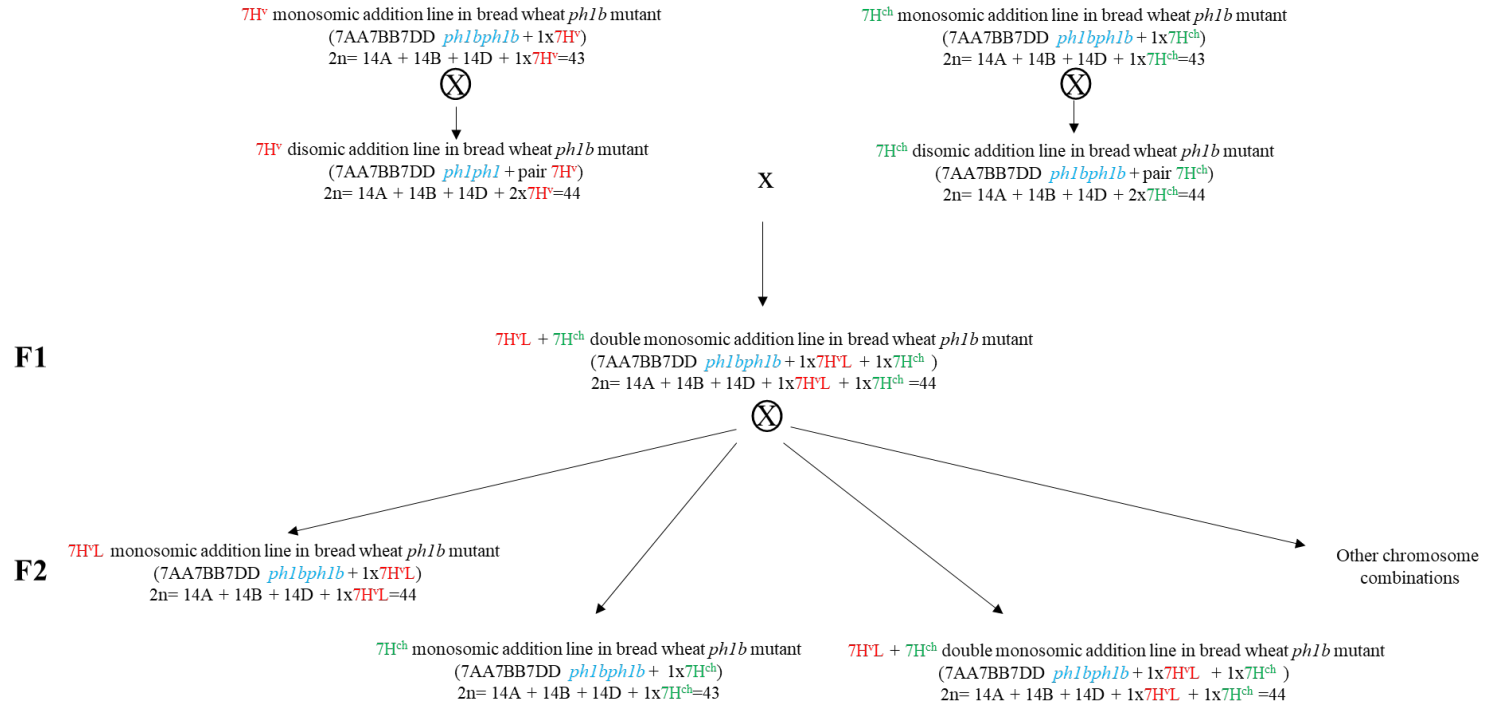 7Hᵛ monosomic addition line in bread wheat ph1b mutant
(7AA7BB7DD ph1bph1b + 1x7Hᵛ)
2n= 14A + 14B + 14D + 1x7Hᵛ=43
X
7Hᶜʰ monosomic addition line in bread wheat ph1b mutant
(7AA7BB7DD ph1bph1b + 1x7Hᶜʰ)
2n= 14A + 14B + 14D + 1x7Hᶜʰ=43
X
7Hᵛ disomic addition line in bread wheat ph1b mutant
(7AA7BB7DD ph1ph1 + pair 7Hᵛ)
2n= 14A + 14B + 14D + 2x7Hᵛ=44
X
7Hᶜʰ disomic addition line in bread wheat ph1b mutant
(7AA7BB7DD ph1bph1b + pair 7Hᶜʰ)
2n= 14A + 14B + 14D + 2x7Hᶜʰ=44
F1
7HᵛL + 7Hᶜʰ double monosomic addition line in bread wheat ph1b mutant
(7AA7BB7DD ph1bph1b + 1x7HᵛL + 1x7Hᶜʰ )
2n= 14A + 14B + 14D + 1x7HᵛL + 1x7Hᶜʰ =44
X
F2
7HᵛL monosomic addition line in bread wheat ph1b mutant
(7AA7BB7DD ph1bph1b + 1x7HᵛL)
2n= 14A + 14B + 14D + 1x7HᵛL=44
Other chromosome
combinations
7Hᶜʰ monosomic addition line in bread wheat ph1b mutant
(7AA7BB7DD ph1bph1b + 1x7Hᶜʰ)
2n= 14A + 14B + 14D + 1x7Hᶜʰ=43
7HᵛL + 7Hᶜʰ double monosomic addition line in bread wheat ph1b mutant
(7AA7BB7DD ph1bph1b + 1x7HᵛL + 1x7Hᶜʰ )
2n= 14A + 14B + 14D + 1x7HᵛL + 1x7Hᶜʰ =44